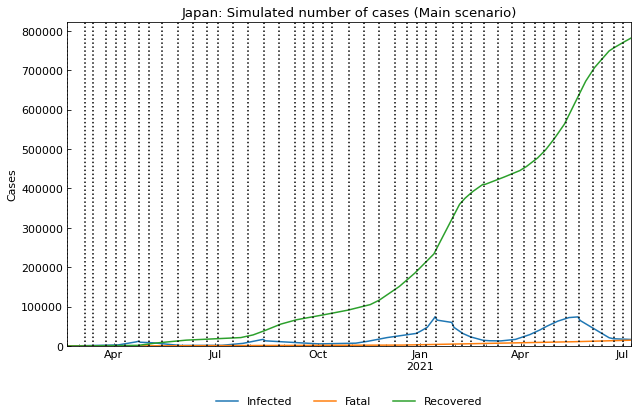 Japan: Simulated number of cases (Main scenario)
800000
700000
600000
500000
400000
300000
200000
100000
0
Cases
Apr Jul Oct Jan Apr Jul
2021
Infected Fatal Recovered